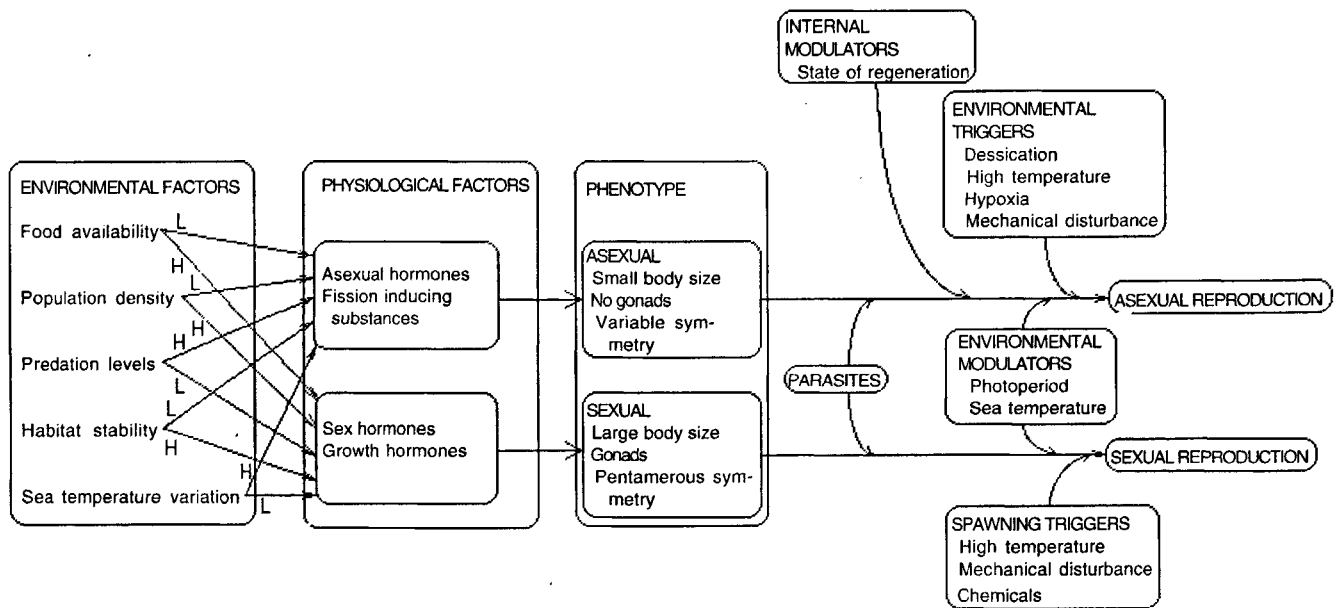 INTERNAL
MODULATORS
State of regeneration
ENVIRONMENTAL
TRIGGERS
Dessication
High temperature
Hypoxia
Mechanical disturbance
ENVIRONMENTAL FACTORS
Food availability
Population density
Predation levels
Habitat stability
Sea temperature variation
L
H
L
H
H
L
L
H
H
L
PHYSIOLOGICAL FACTORS
Asexual hormones
Fission inducing
substances
Sex hormones
Growth hormones
PHENOTYPE
ASEXUAL
Small body size
No gonads
Variable sym-
metry
SEXUAL
Large body size
Gonads
Pentamerous sym-
metry
PARASITES
ASEXUAL REPRODUCTION
ENVIRONMENTAL
MODULATORS
Photoperiod
Sea temperature
SEXUAL REPRODUCTION
SPAWNING TRIGGERS
High temperature
Mechanical disturbance
Chemicals